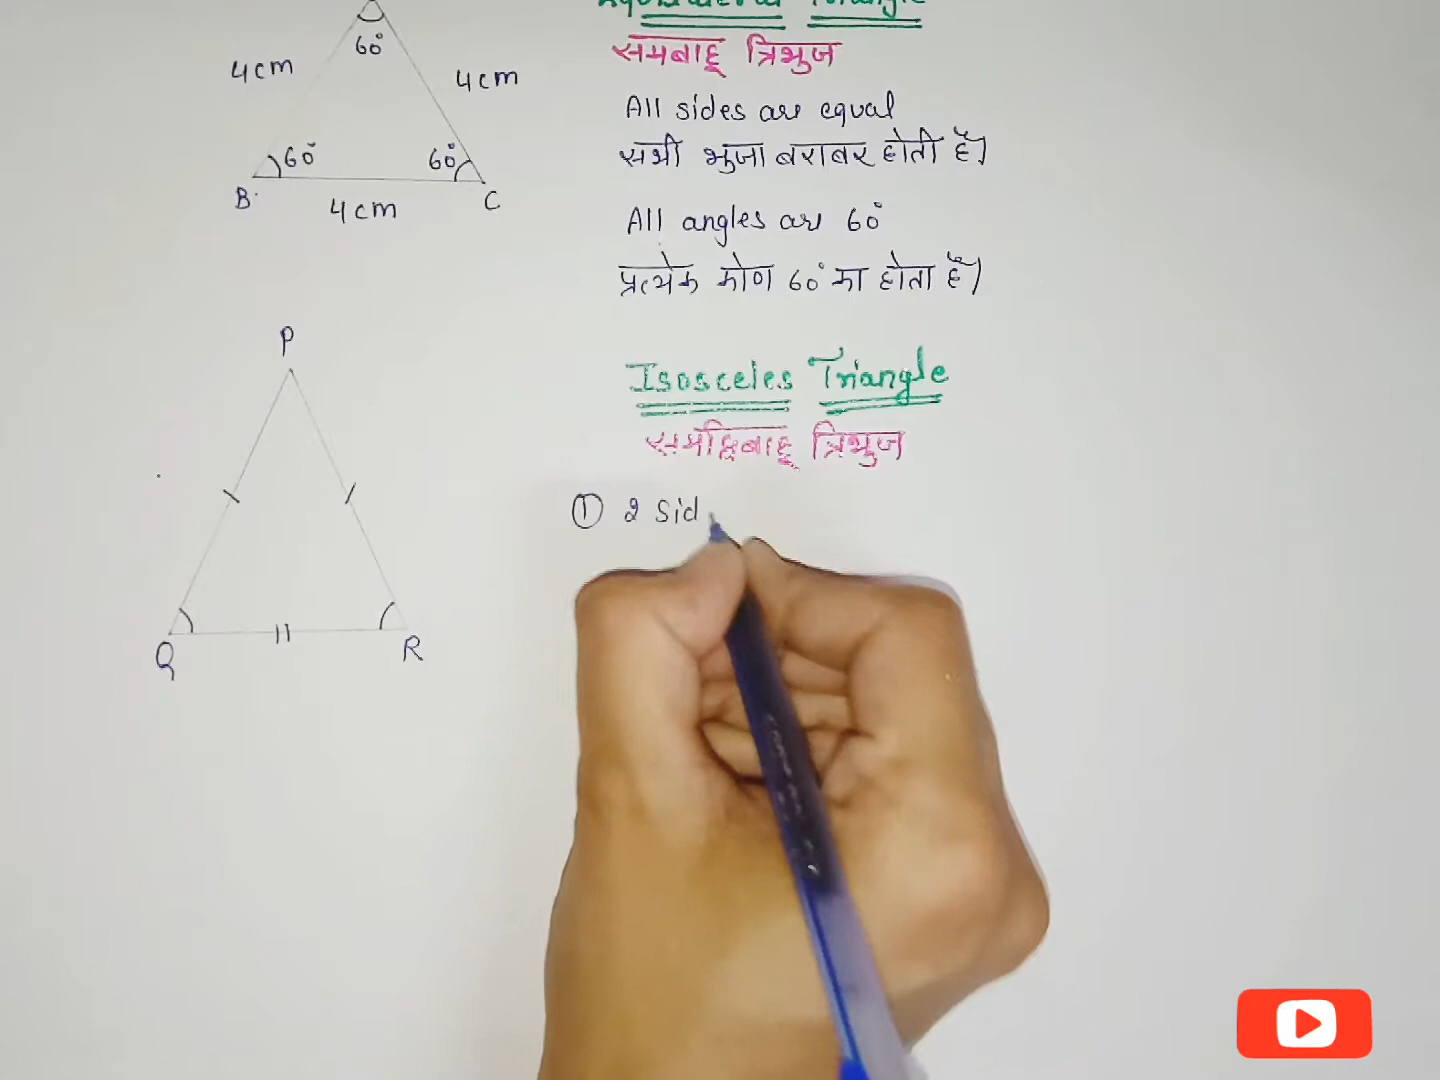 60°
Triangle
समबाहू त्रिभुज
4cm
4cm
All sides are equal
सभी भुजा बराबर होती है।
60°
60°
B
C
4cm
All angles are 60°
प्रत्येक कोण 60° का होता है।
P
Isosceles Triangle
समद्विबाहू त्रिभुज
① 2 Sid
Q
R